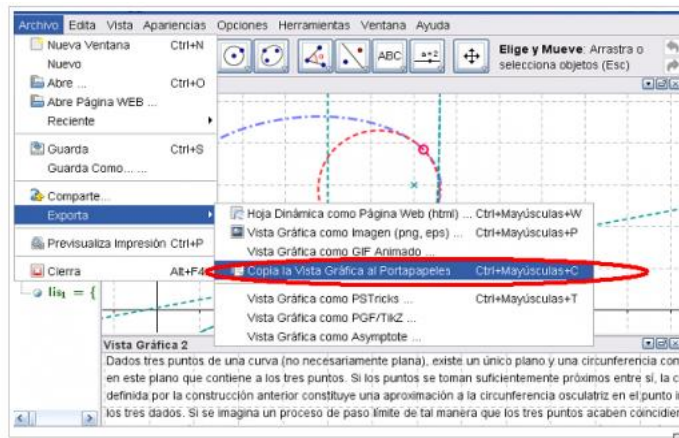 Archivo Edita Vista Apariencias Opciones Herramientas Ventana Ayuda
Nueva Ventana Ctrl+N
Nuevo
Abre ... Ctrl+O
Abre Página WEB ...
Reciente
Guarda Ctrl+S
Guarda Como... ...
Comparte...
Exporta
Previsualiza Impresión Ctrl+P
Cierra Alt+F4
ABC
a=2
Elige y Mueve: Arrastra o
selecciona objetos (Esc)
Hoja Dinámica como Página Web (html) ... Ctrl+Mayúsculas+W
Vista Gráfica como Imagen (png, eps) ... Ctrl+Mayúsculas+P
Vista Gráfica como GIF Animado ...
Copia la Vista Gráfica al Portapapeles Ctrl+Mayúsculas+C
Vista Gráfica como PSTricks ... Ctrl+Mayúsculas+T
Vista Gráfica como PGF/TikZ ...
Vista Gráfica como Asymptote ...
lis₁ = {
Vista Gráfica 2
Dados tres puntos de una curva (no necesariamente plana), existe un único plano y una circunferencia con
en este plano que contiene a los tres puntos. Si los puntos se toman suficientemente próximos entre sí, la c
definida por la construcción anterior constituye una aproximación a la circunferencia osculatriz en el punto i
los tres dados. Si se imagina un proceso de paso límite de tal manera que los tres puntos acaben coincidier